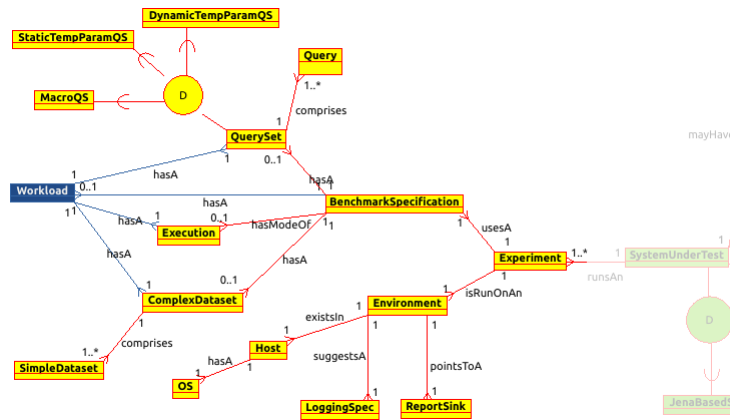 DynamicTempParamQS
StaticTempParamQS
Query
D
MacroQS
1..*
comprises
1
QuerySet
mayHav
1
hasA
1
0..1
hasA
Workload
0..1
hasA
1
1
BenchmarkSpecification
1
1
1
hasA
0..1
hasModeOf
1
1
1
usesA
Execution
hasA
1
Experiment
1..*
1
SystemUnderTest
1
hasA
runsAn
1
isRunOnAn
1
0..1
ComplexDataset
1
1
Environment
D
existsIn
1
1
1
comprises
1
1..*
Host
suggestsA
pointsToA
SimpleDataset
hasA
1
1
OS
1
1
LoggingSpec
ReportSink
JenaBasedS